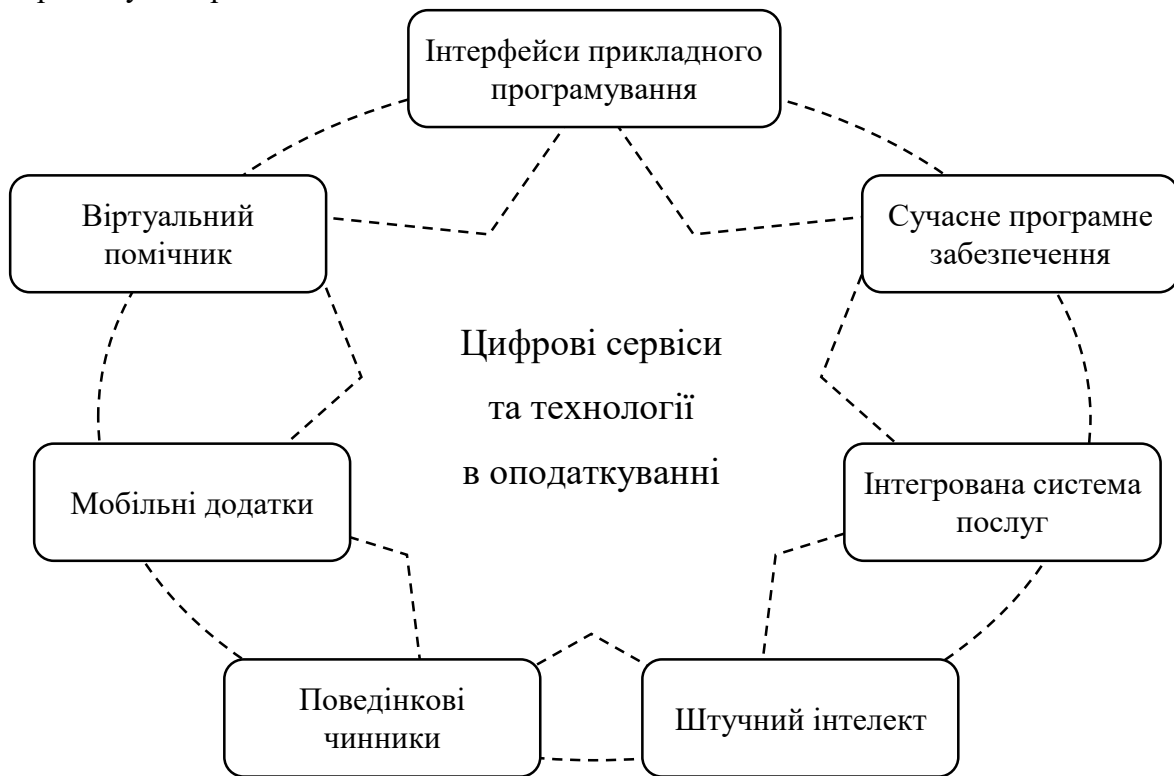 Інтерфейси прикладного
програмування
Віртуальний
помічник
Сучасне програмне
забезпечення
Цифрові сервіси
та технології
в оподаткуванні
Мобільні додатки
Інтегрована система
послуг
Поведінкові
чинники
Штучний інтелект